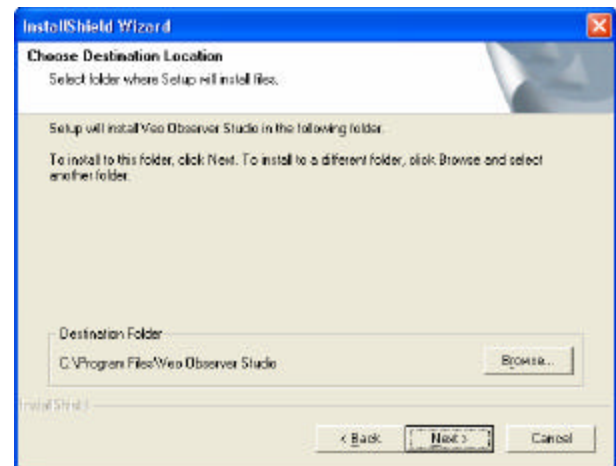 InstallShield Wizard
Choose Destination Location
Select folder where Setup will install files.
Setup will install Veo Observer Studio in the following folder.
To install to this folder, click Next. To install to a different folder, click Browse and select
another folder.
Destination Folder
C:\Program Files\Veo Observer Studio
Browse...
InstallShield
< Back
Next >
Cancel